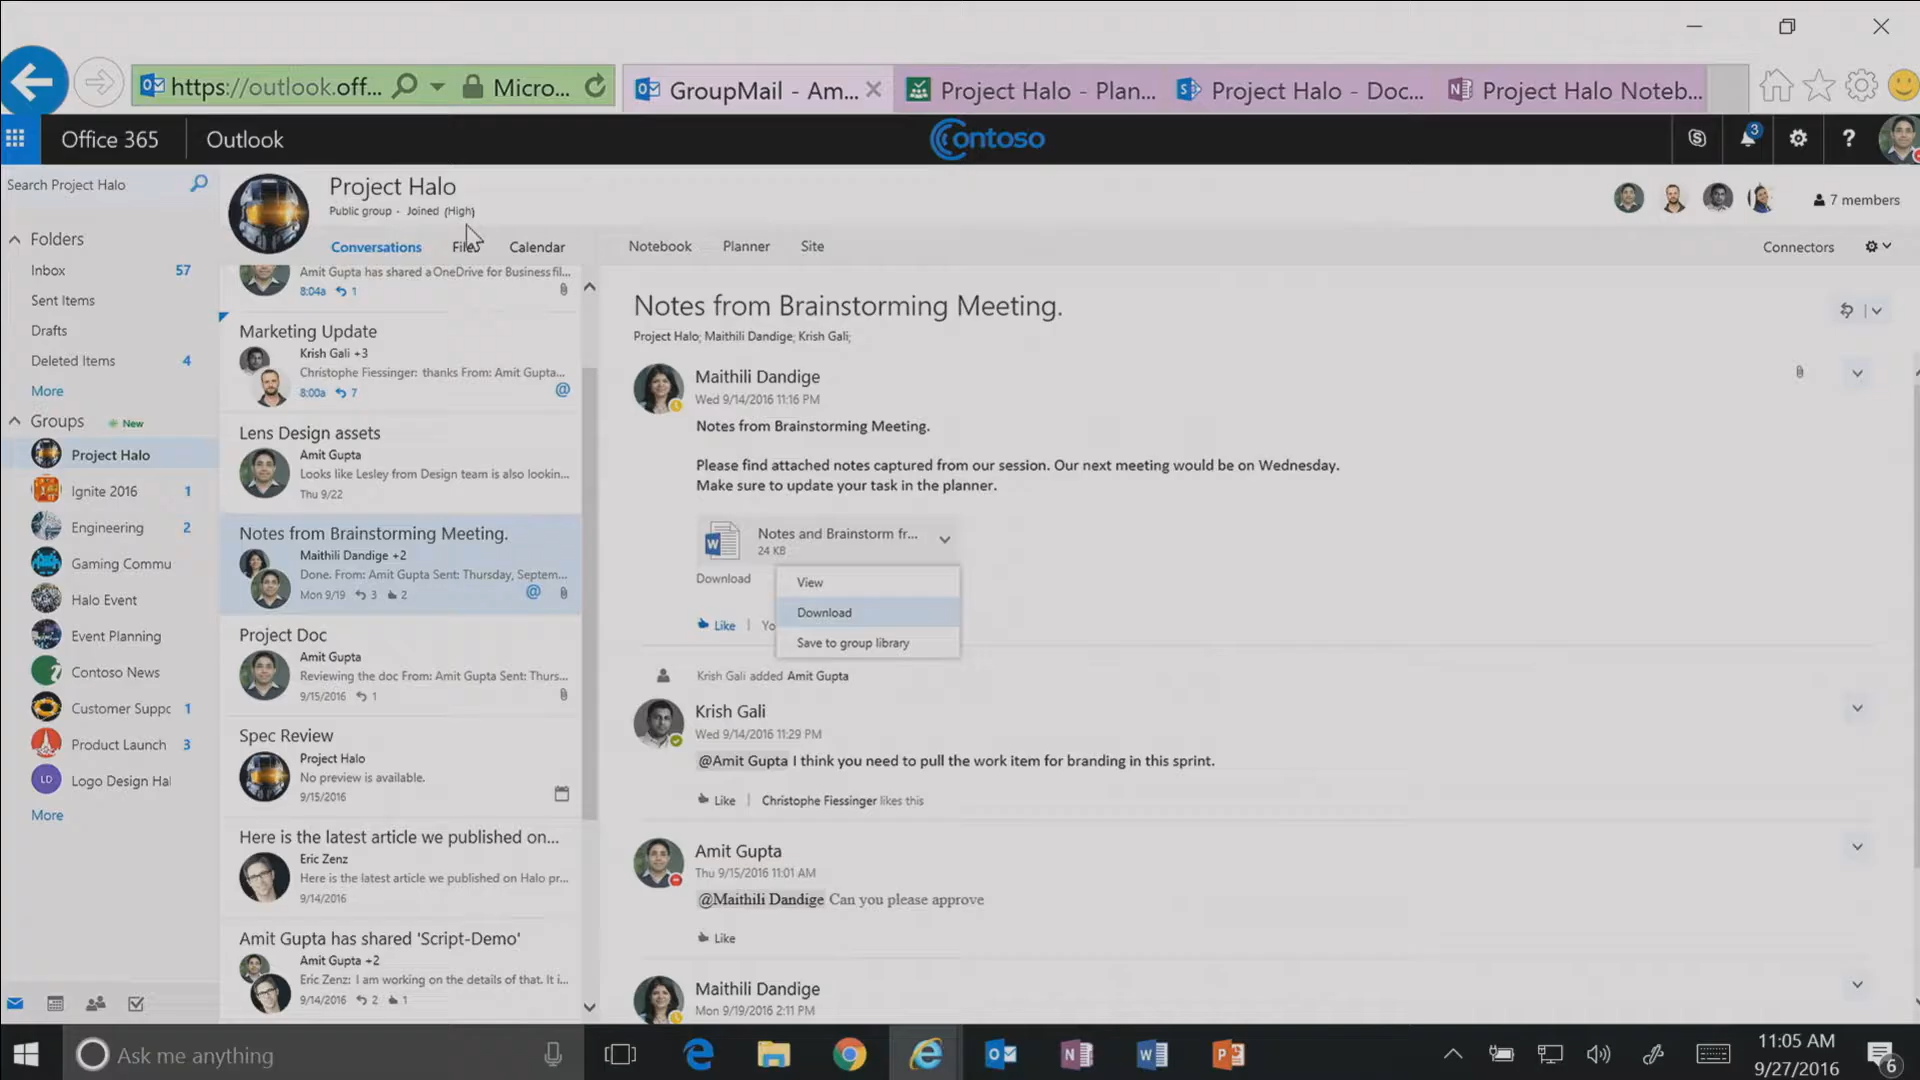 https://outlook.off...
Micro...
GroupMail - Am...
Project Halo - Plan...
Project Halo - Doc...
Project Halo Noteb...
Office 365
Outlook
Contoso
3
?
Search Project Halo
Project Halo
Public group - Joined (High)
7 members
Conversations
Files
Calendar
Notebook
Planner
Site
Connectors
Folders
Inbox 57
Sent Items
Drafts
Deleted Items 4
More
Groups
New
Project Halo
Ignite 2016 1
Engineering 2
Gaming Commu
Halo Event
Event Planning
Contoso News
Customer Suppc 1
Product Launch 3
LD
Logo Design Hal
More
Amit Gupta has shared a OneDrive for Business fil...
8:04a 1
Marketing Update
Krish Gali +3
Christophe Fiessinger: thanks From: Amit Gupta...
8:00a 7
@
Lens Design assets
Amit Gupta
Looks like Lesley from Design team is also lookin...
Thu 9/22
Notes from Brainstorming Meeting.
Maithili Dandige +2
Done. From: Amit Gupta Sent: Thursday, Septem...
Mon 9/19 3 2
@
Project Doc
Amit Gupta
Reviewing the doc From: Amit Gupta Sent: Thurs...
9/15/2016 1
Spec Review
Project Halo
No preview is available.
9/15/2016
Here is the latest article we published on...
Eric Zenz
Here is the latest article we published on Halo pr...
9/14/2016
Amit Gupta has shared 'Script-Demo'
Amit Gupta +2
Eric Zenz: I am working on the details of that. It i...
9/14/2016 2 1
Notes from Brainstorming Meeting.
Project Halo; Maithili Dandige; Krish Gali;
Maithili Dandige
Wed 9/14/2016 11:16 PM
Notes from Brainstorming Meeting.
Please find attached notes captured from our session. Our next meeting would be on Wednesday.
Make sure to update your task in the planner.
Notes and Brainstorm fr...
24 KB
Download
View
Download
Save to group library
Like
Yo
Krish Gali added Amit Gupta
Krish Gali
Wed 9/14/2016 11:29 PM
@Amit Gupta I think you need to pull the work item for branding in this sprint.
Like
Christophe Fiessinger likes this
Amit Gupta
Thu 9/15/2016 11:01 AM
@Maithili Dandige Can you please approve
Like
Maithili Dandige
Mon 9/19/2016 2:11 PM
Ask me anything
11:05 AM
9/27/2016
6